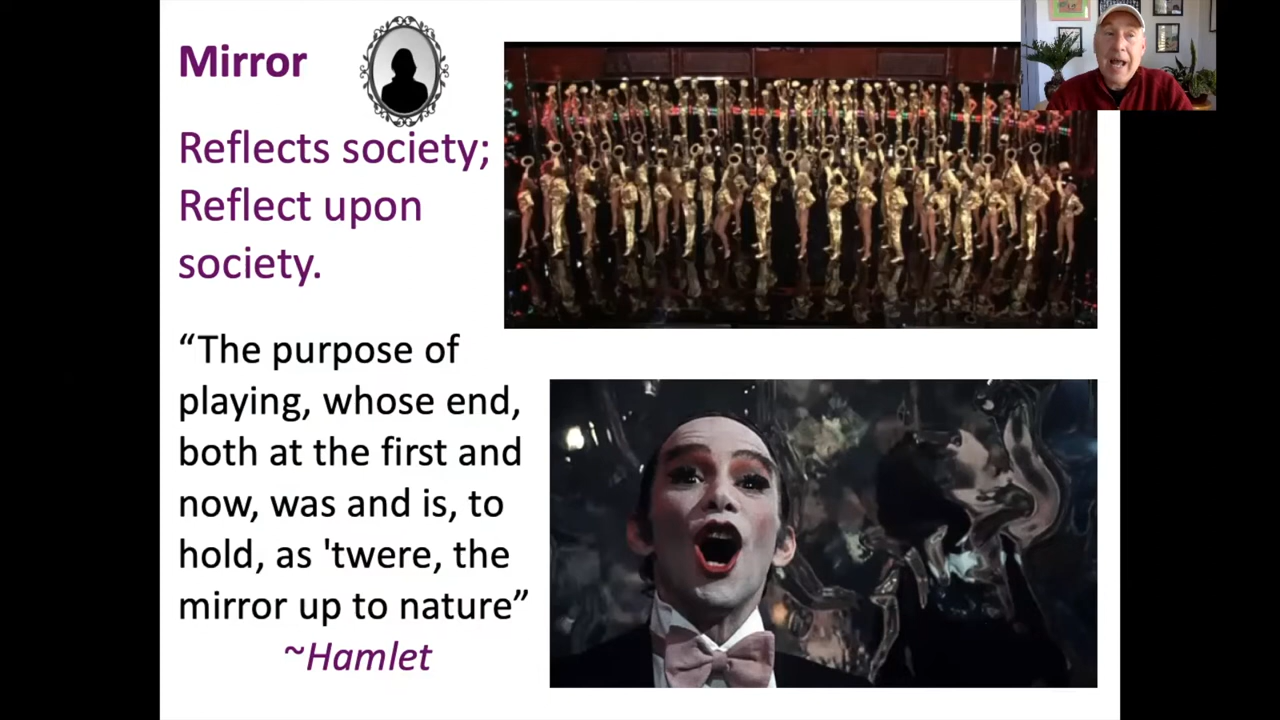 Mirror
Reflects society;
Reflect upon
society.
“The purpose of
playing, whose end,
both at the first and
now, was and is, to
hold, as 'twere, the
mirror up to nature”
~Hamlet